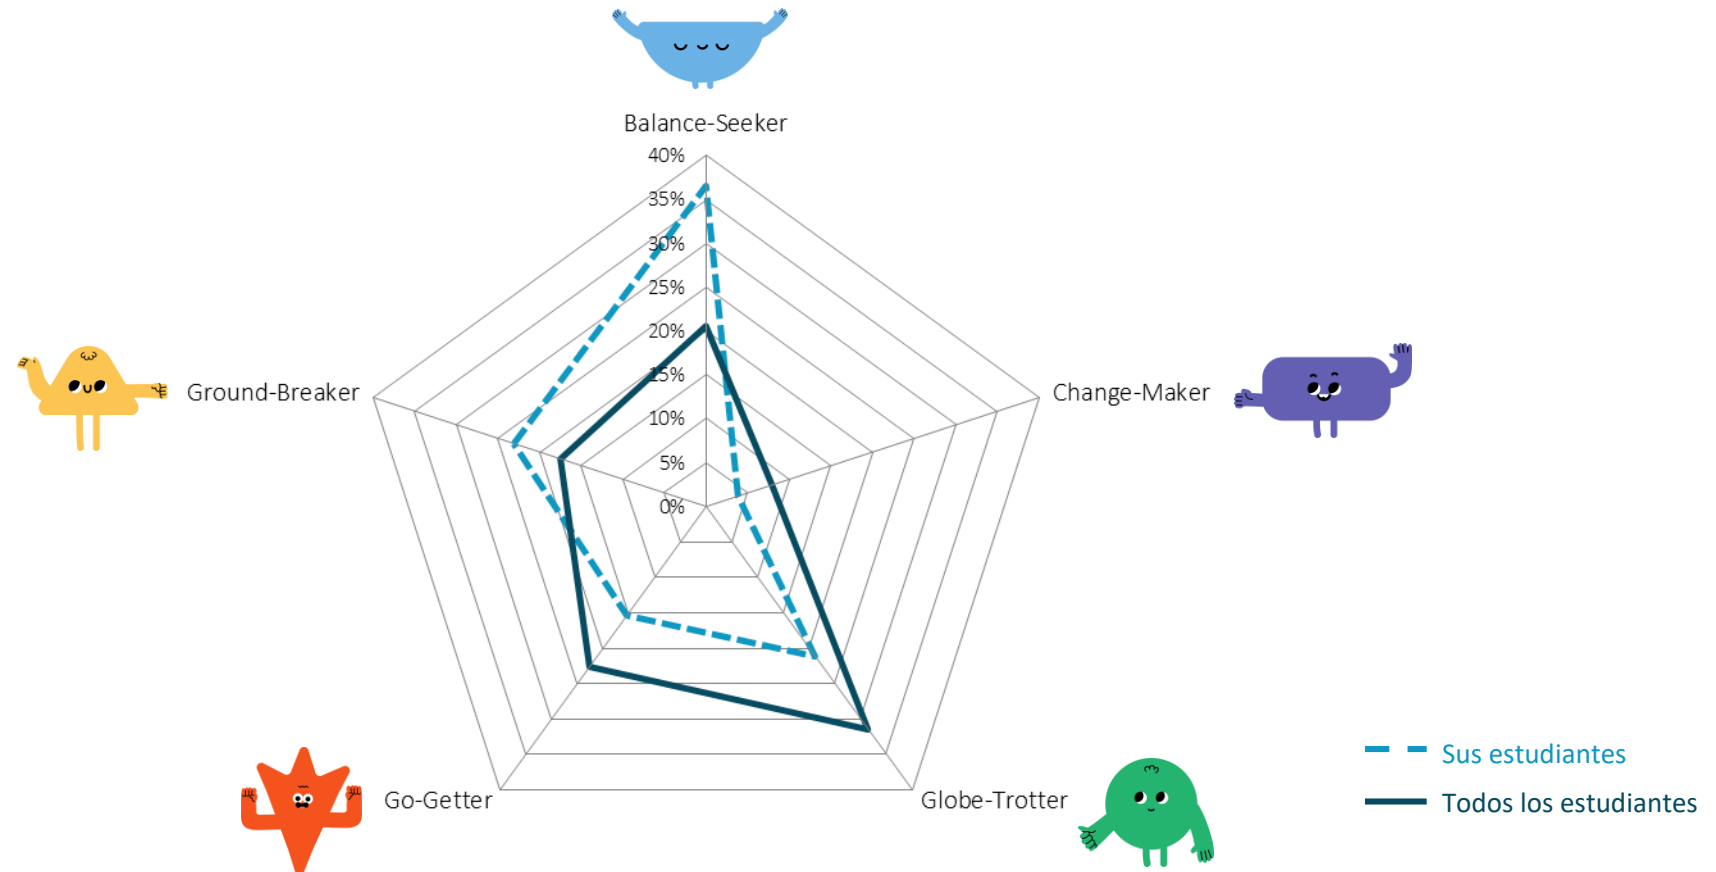 Balance-Seeker
40%
35%
30%
25%
20%
15%
10%
5%
0%
Ground-Breaker
Change-Maker
Go-Getter
Globe-Trotter
Sus estudiantes
Todos los estudiantes